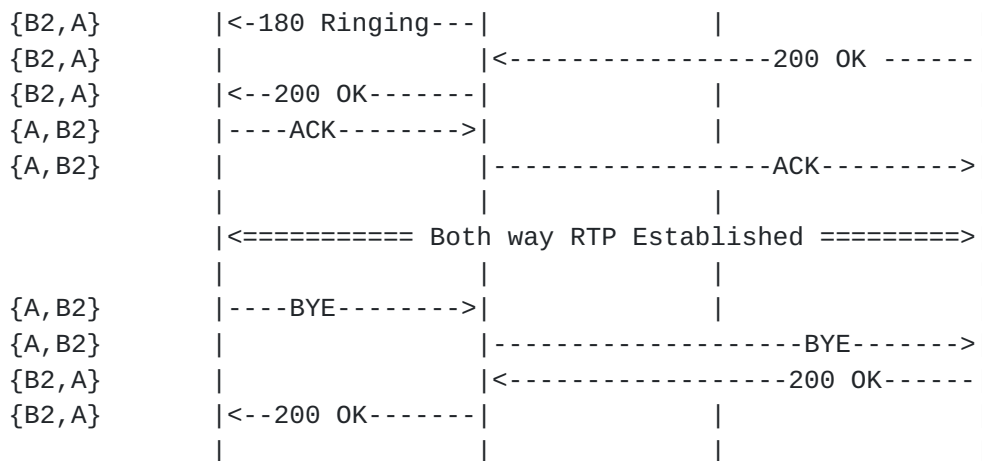 {B2,A}       |<-180 Ringing---|               |
{B2,A}       |                |<-----------------200 OK ------
{B2,A}       |<--200 OK-------|               |
{A,B2}       |----ACK-------->|               |
{A,B2}       |                |------------------ACK--------->
             |                |               |
             |<=========== Both way RTP Established =========>
             |                |               |
{A,B2}       |----BYE-------->|               |
{A,B2}       |                |--------------------BYE------->
{B2,A}       |                |<------------------200 OK------
{B2,A}       |<--200 OK-------|               |
             |                |               |